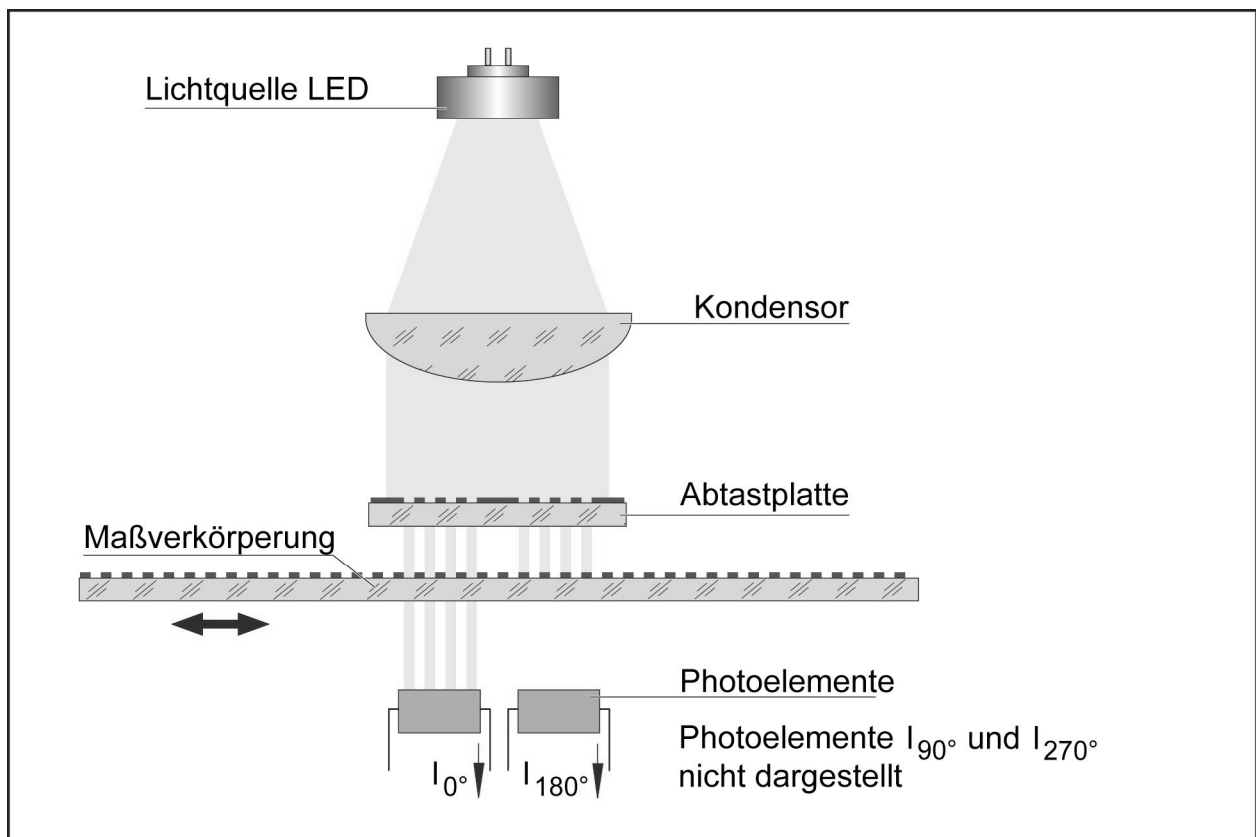 Lichtquelle LED
Kondensor
Abtastplatte
Maßverkörperung
Photoelemente
Photoelemente I90° und I270°
nicht dargestellt
I0°
I180°